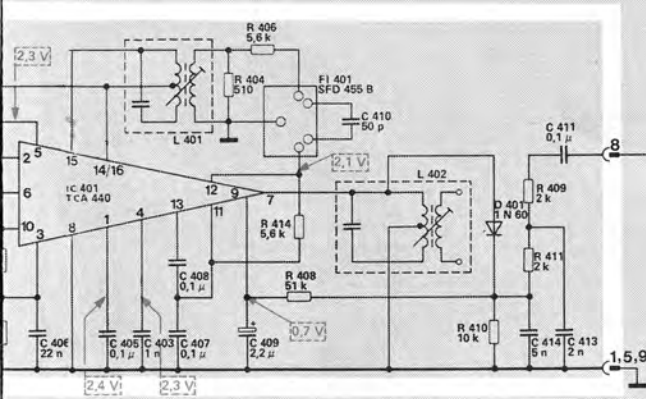 R 406
5,6 k
2,3 V
FI 401
SFD 455 B
R 404
510
C 410
50 p
L 401
C 411
0,1 µ
8
5
15
14/16
2
2,1 V
L 402
IC 401
TCA 440
12
9
7
6
R 409
2 k
D 401
1 N 60
13
11
10
4
1
3
8
R 414
5,6 k
R 411
2 k
C 408
0,1 µ
R 408
51 k
0,7 V
C 406
22 n
C 405
0,1 µ
C 403
1 n
C 407
0,1 µ
+
C 409
2,2 µ
R 410
10 k
C 414
5 n
C 413
2 n
1,5,9
2,4 V
2,3 V